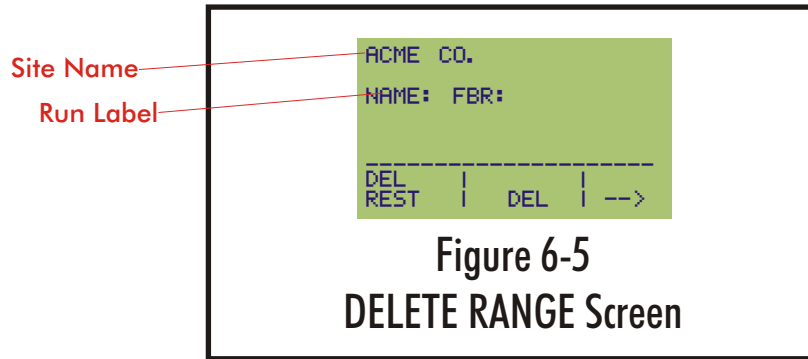 Site Name
Run Label
ACME CO.
NAME: FBR:
--------------------
DEL | |
REST | DEL | -->
Figure 6-5
DELETE RANGE Screen